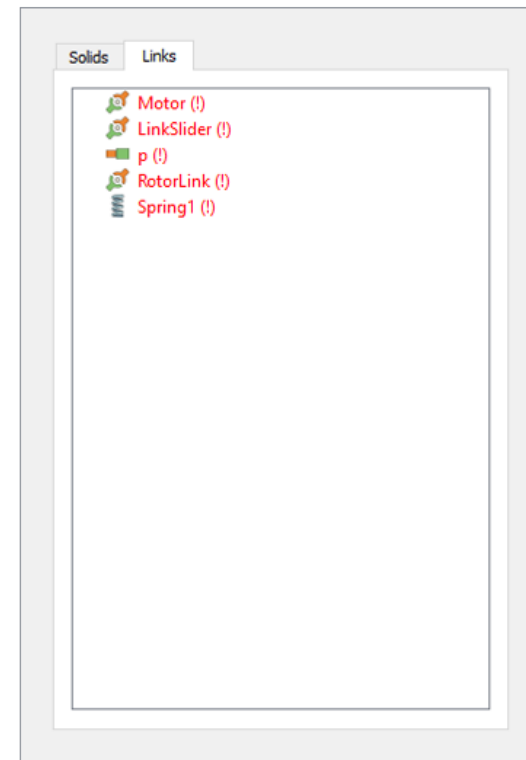 Solids Links
Motor (!)
LinkSlider (!)
p (!)
RotorLink (!)
Spring1 (!)